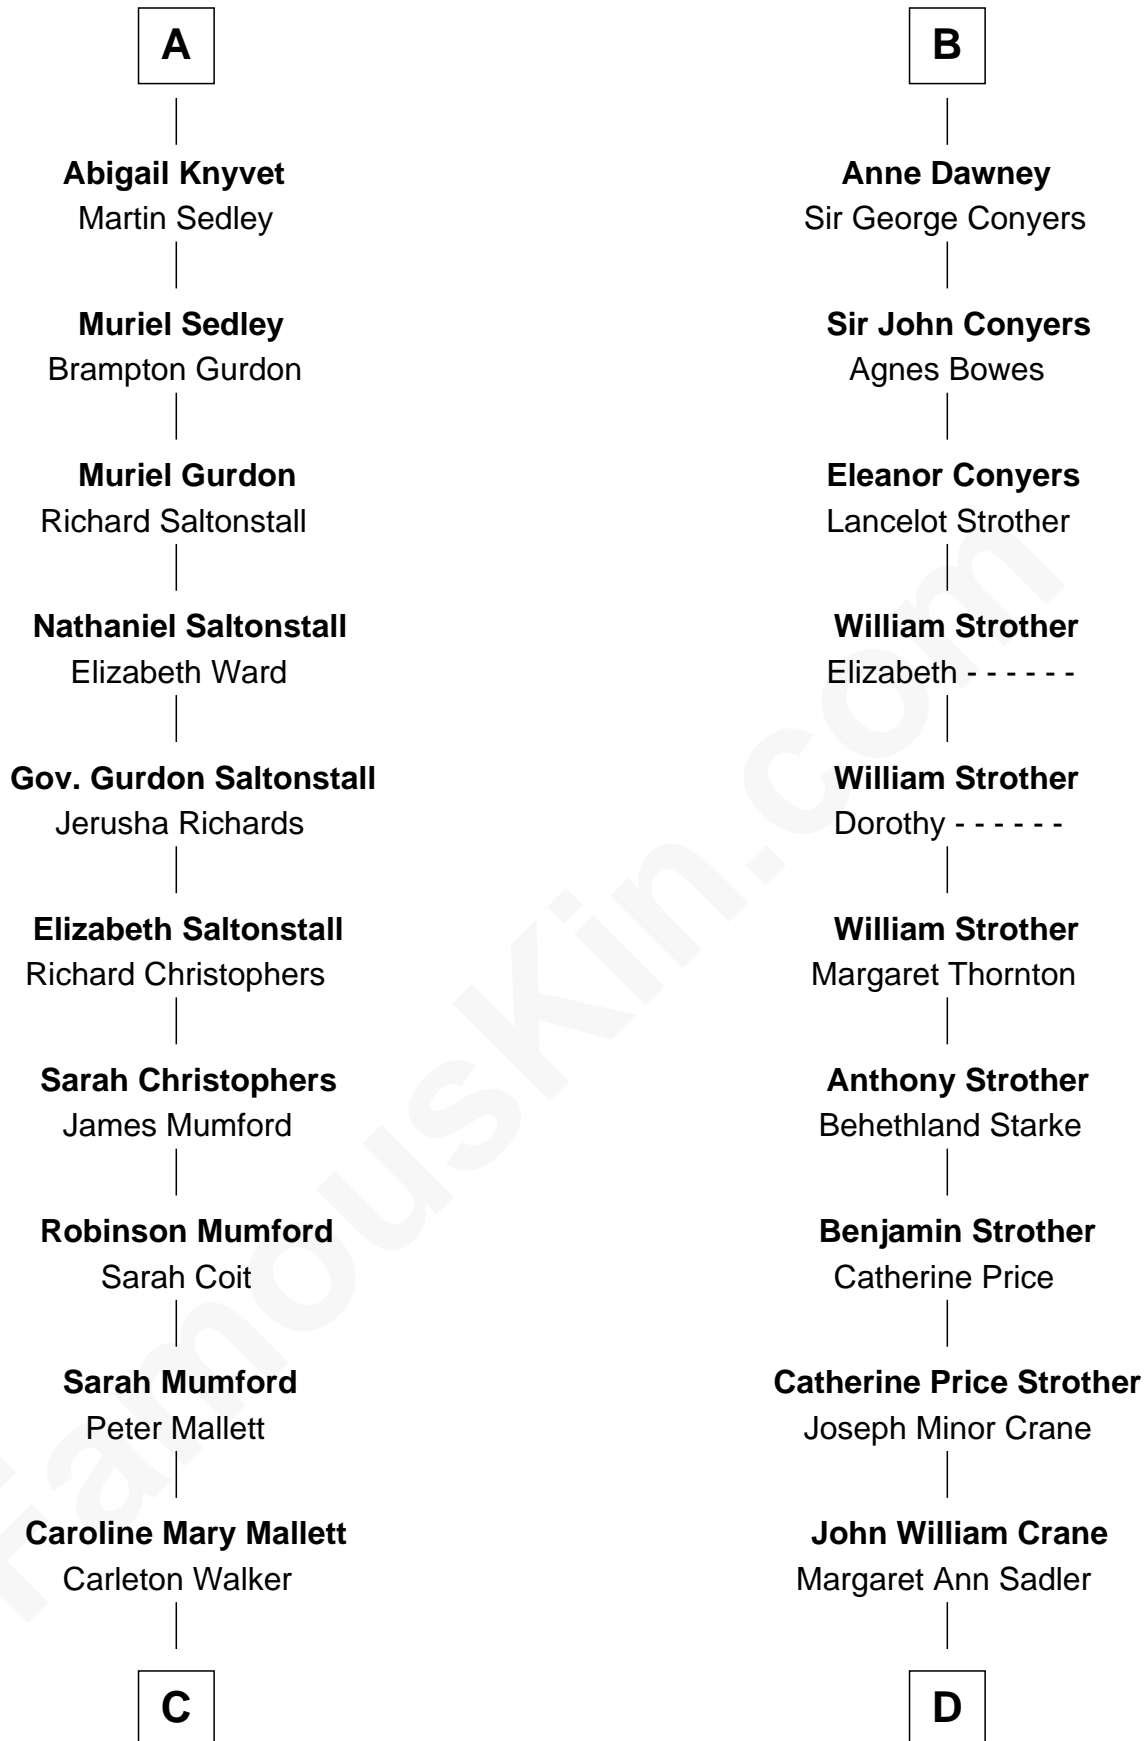 A
Abigail Knyvet
Martin Sedley
Muriel Sedley
Brampton Gurdon
Muriel Gurdon
Richard Saltonstall
Nathaniel Saltonstall
Elizabeth Ward
Gov. Gurdon Saltonstall
Jerusha Richards
Elizabeth Saltonstall
Richard Christophers
Sarah Christophers
James Mumford
Robinson Mumford
Sarah Coit
Sarah Mumford
Peter Mallett
Caroline Mary Mallett
Carleton Walker
C
B
Anne Dawney
Sir George Conyers
Sir John Conyers
Agnes Bowes
Eleanor Conyers
Lancelot Strother
William Strother
Elizabeth - - - - - -
William Strother
Dorothy - - - - - -
William Strother
Margaret Thornton
Anthony Strother
Behethland Starke
Benjamin Strother
Catherine Price
Catherine Price Strother
Joseph Minor Crane
John William Crane
Margaret Ann Sadler
D
FamousKin.com